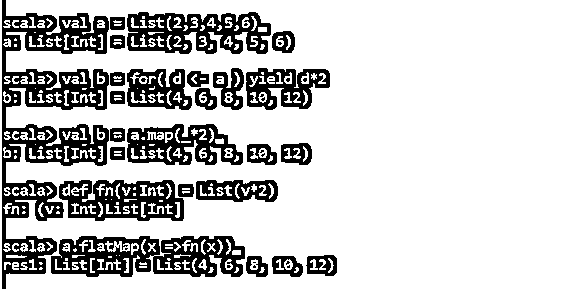 scala> val a = List(2,3,4,5,6)
a: List[Int] = List(2, 3, 4, 5, 6)
scala> val b = for( d <- a ) yield d*2
b: List[Int] = List(4, 6, 8, 10, 12)
scala> val b = a.map(_*2)
b: List[Int] = List(4, 6, 8, 10, 12)
scala> def fn(v:Int) = List(v*2)
fn: (v: Int)List[Int]
scala> a.flatMap(x =>fn(x))
res1: List[Int] = List(4, 6, 8, 10, 12)